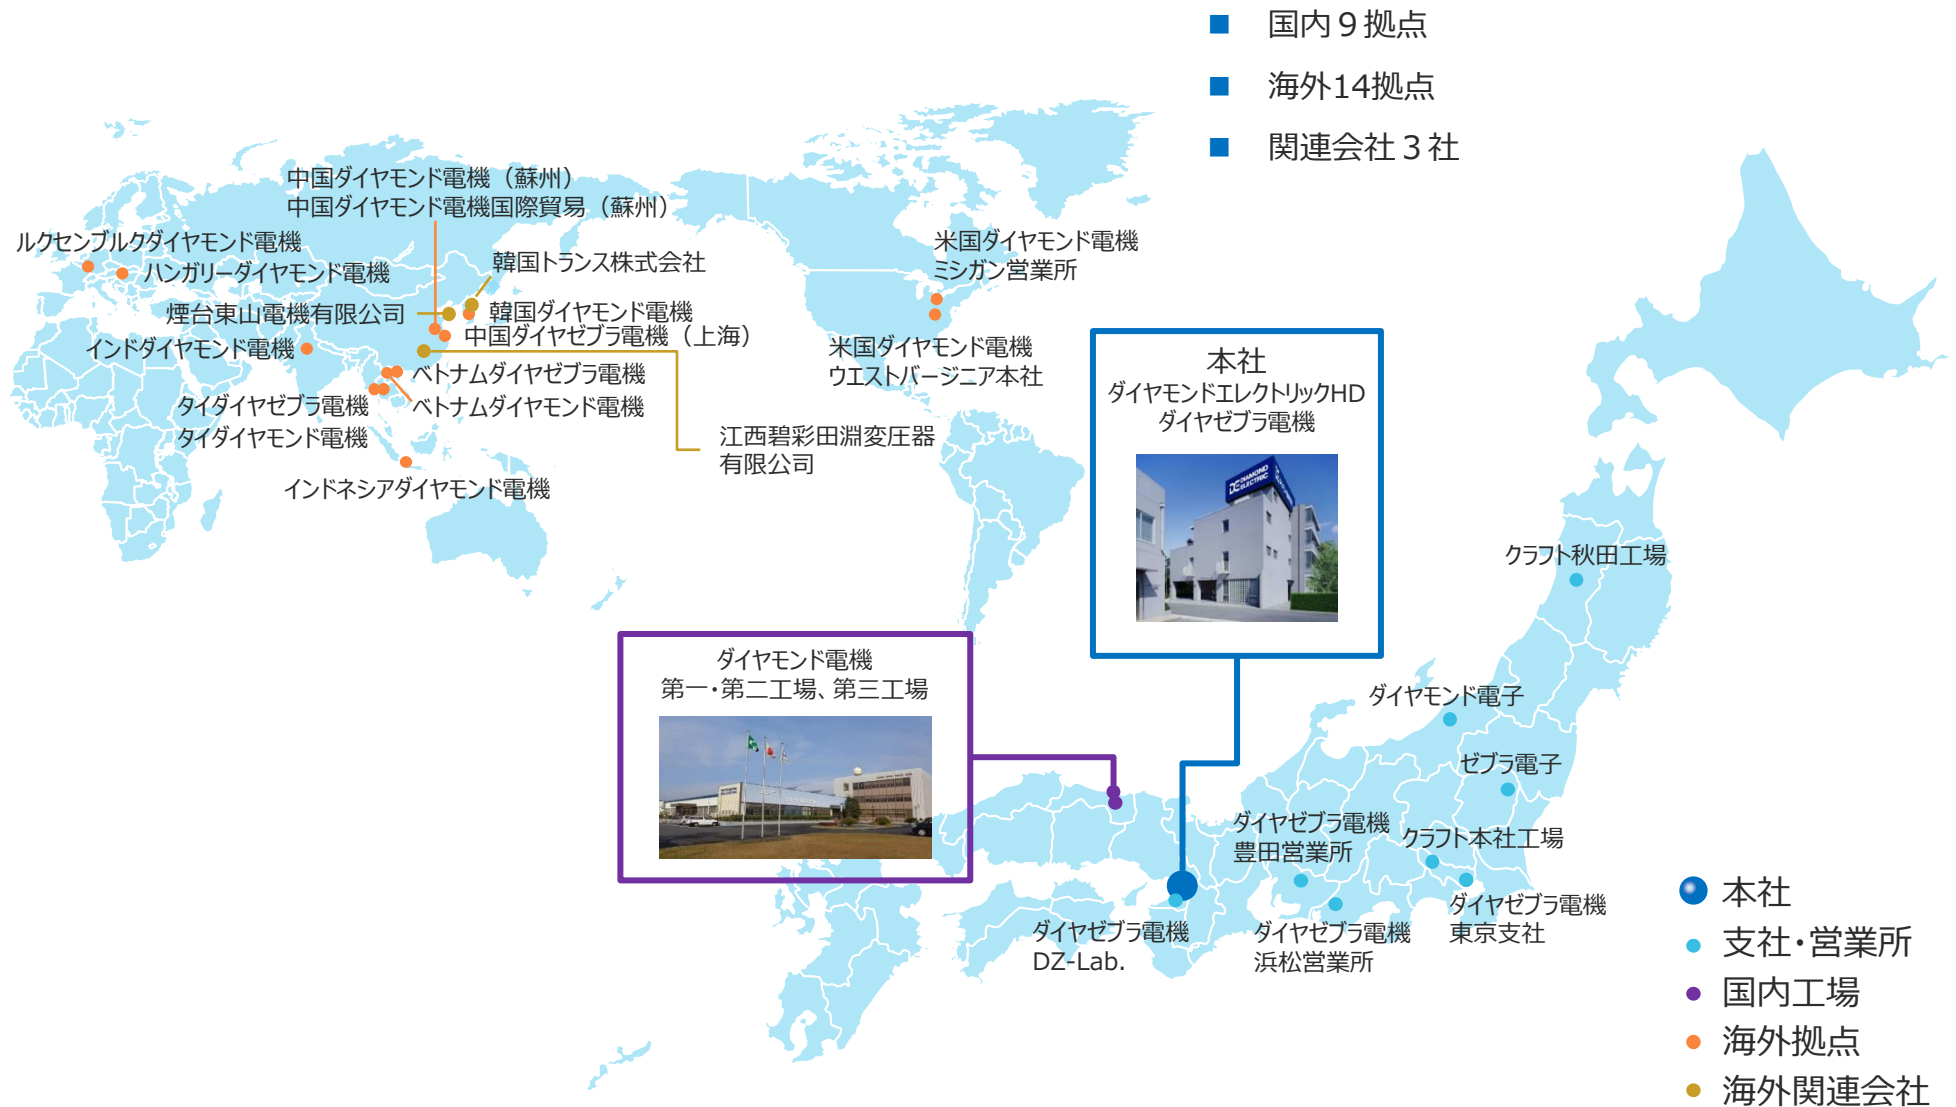 国内９拠点
海外14拠点
関連会社３社
中国ダイヤモンド電機（蘇州）
中国ダイヤモンド電機国際貿易（蘇州）
ルクセンブルクダイヤモンド電機
ハンガリーダイヤモンド電機
韓国トランス株式会社
煙台東山電機有限公司
韓国ダイヤモンド電機
中国ダイヤゼブラ電機（上海）
インドダイヤモンド電機
ベトナムダイヤゼブラ電機
タイダイヤゼブラ電機
ベトナムダイヤモンド電機
タイダイヤモンド電機
インドネシアダイヤモンド電機
江西碧彩田淵変圧器
有限公司
米国ダイヤモンド電機
ミシガン営業所
米国ダイヤモンド電機
ウエストバージニア本社
本社
ダイヤモンドエレクトリックHD
ダイヤゼブラ電機
DIAMOND
ELECTRIC
ダイヤモンド電機
第一・第二工場、第三工場
クラフト秋田工場
ダイヤモンド電子
ゼブラ電子
ダイヤゼブラ電機
豊田営業所
クラフト本社工場
ダイヤゼブラ電機
東京支社
ダイヤゼブラ電機
浜松営業所
ダイヤゼブラ電機
DZ-Lab.
本社
支社・営業所
国内工場
海外拠点
海外関連会社